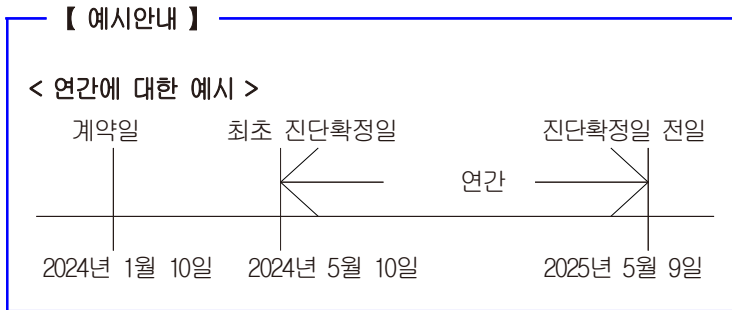 【 예시안내 】
< 연간에 대한 예시 >
계약일 최초 진단확정일 진단확정일 전일
연간
2024년 1월 10일 2024년 5월 10일 2025년 5월 9일